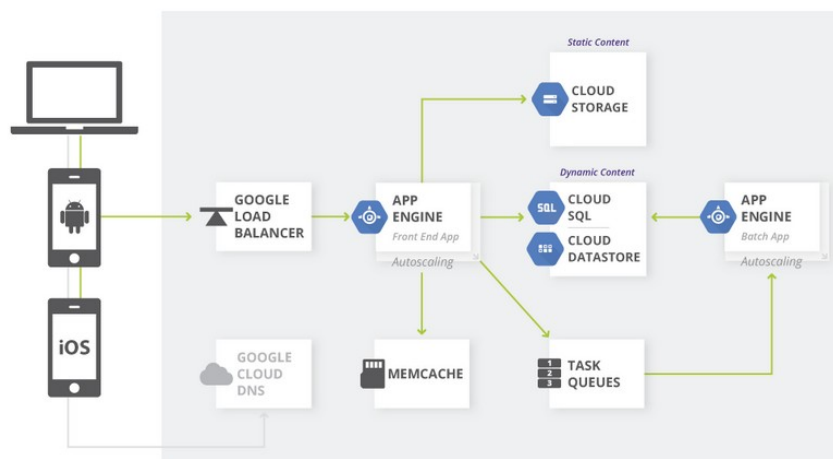 Static Content
CLOUD
STORAGE
Dynamic Content
GOOGLE
LOAD
BALANCER
APP
ENGINE
Front End App
Autoscaling
SQL
CLOUD
SQL
CLOUD
DATASTORE
APP
ENGINE
Batch App
Autoscaling
iOS
GOOGLE
CLOUD
DNS
MEMCACHE
1
2
3
TASK
QUEUES